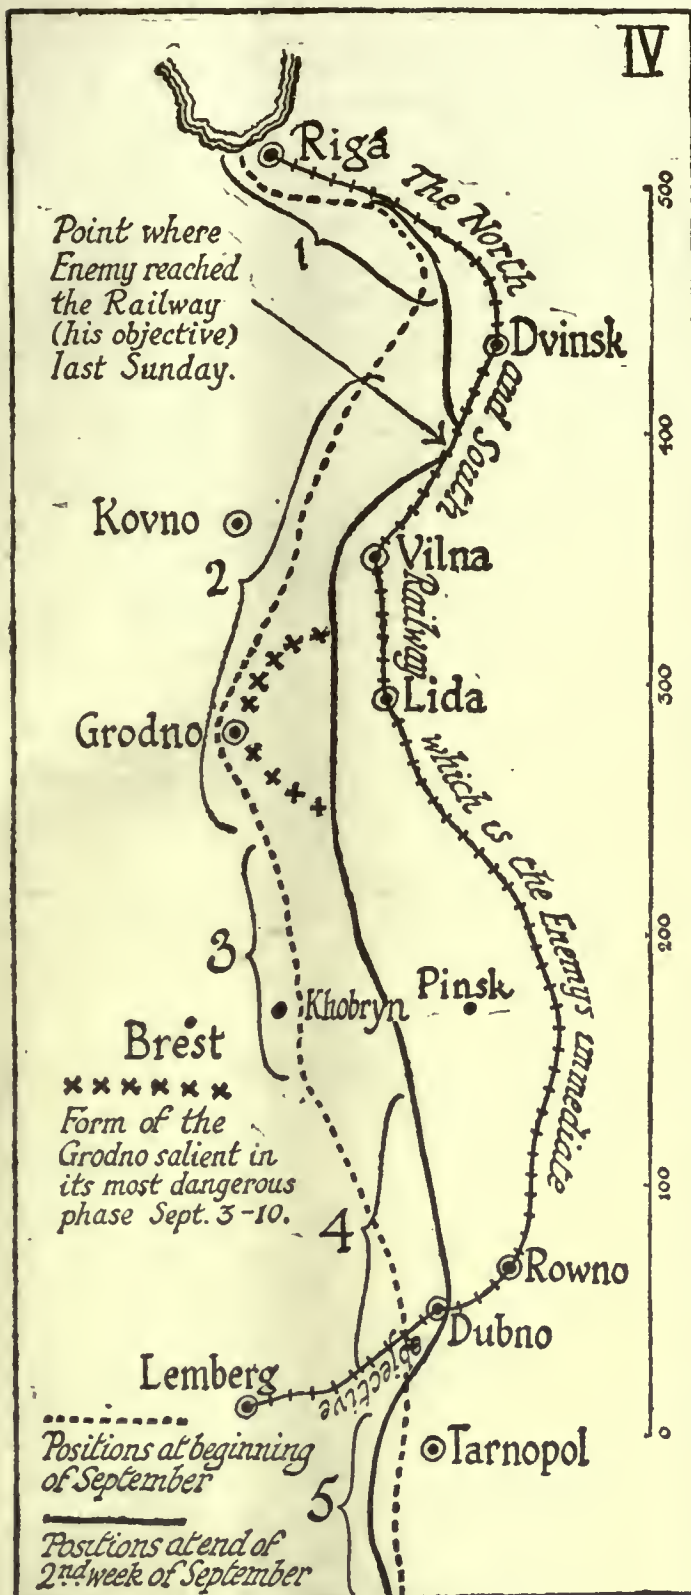 IV
Riga
Point where
Enemy reached
the Railway
(his objective)
last Sunday.
1
The North and South Railway which is the Enemys immediate objective
500
Dvinsk
400
Kovno
2
Vilna
300
Lida
Grodno
200
3
Khobryn
Pinsk
Brest
Form of the
Grodno salient in
its most dangerous
phase Sept. 3-10.
100
4
Rowno
Dubno
Lemberg
0
Tarnopol
Positions at beginning
of September
5
Positions at end of
2nd week of September